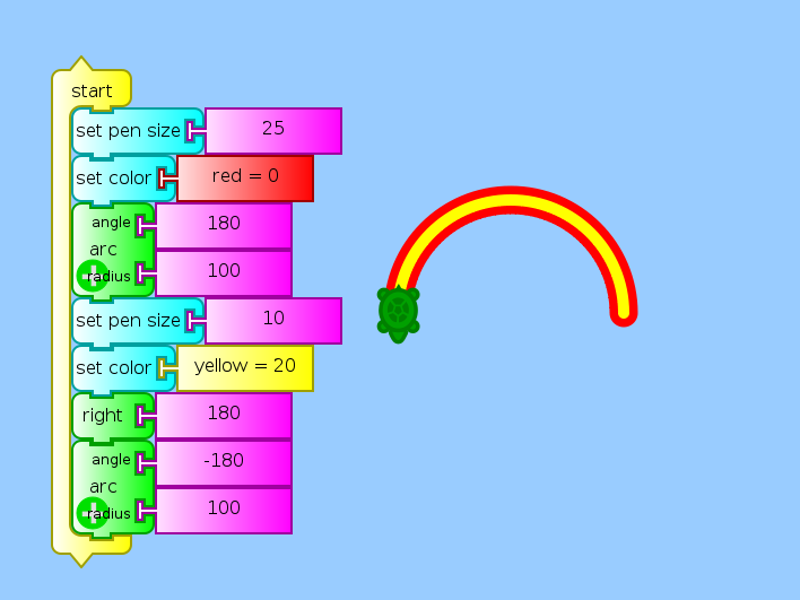 start
set pen size 25
set color red = 0
angle 180
arc
radius 100
set pen size 10
set color yellow = 20
right 180
angle -180
arc
radius 100